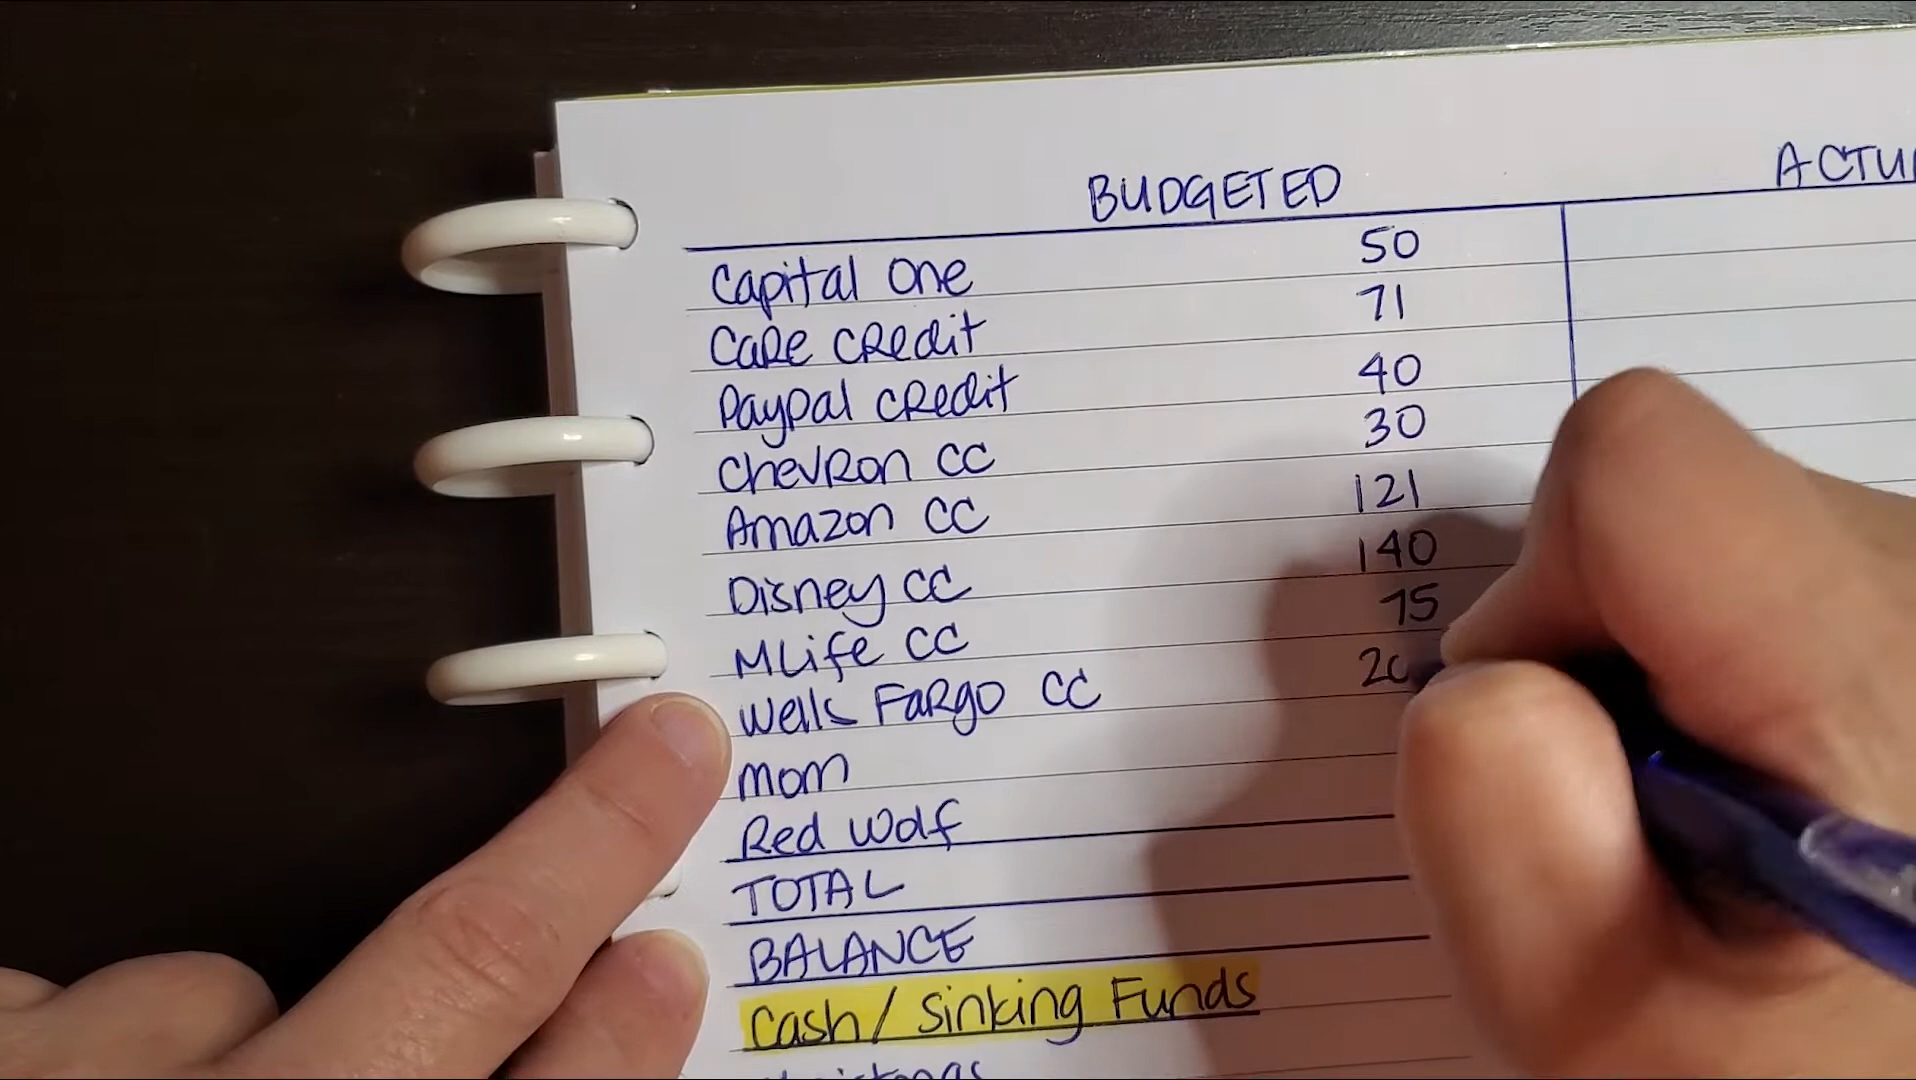 BUDGETED ACTU
Capital One 50
Care Credit 71
Paypal Credit 40
Chevron CC 30
Amazon CC 121
Disney CC 140
MLife CC 75
Wells Fargo CC 20
Mom
Red Wolf
TOTAL
BALANCE
Cash / Sinking Funds